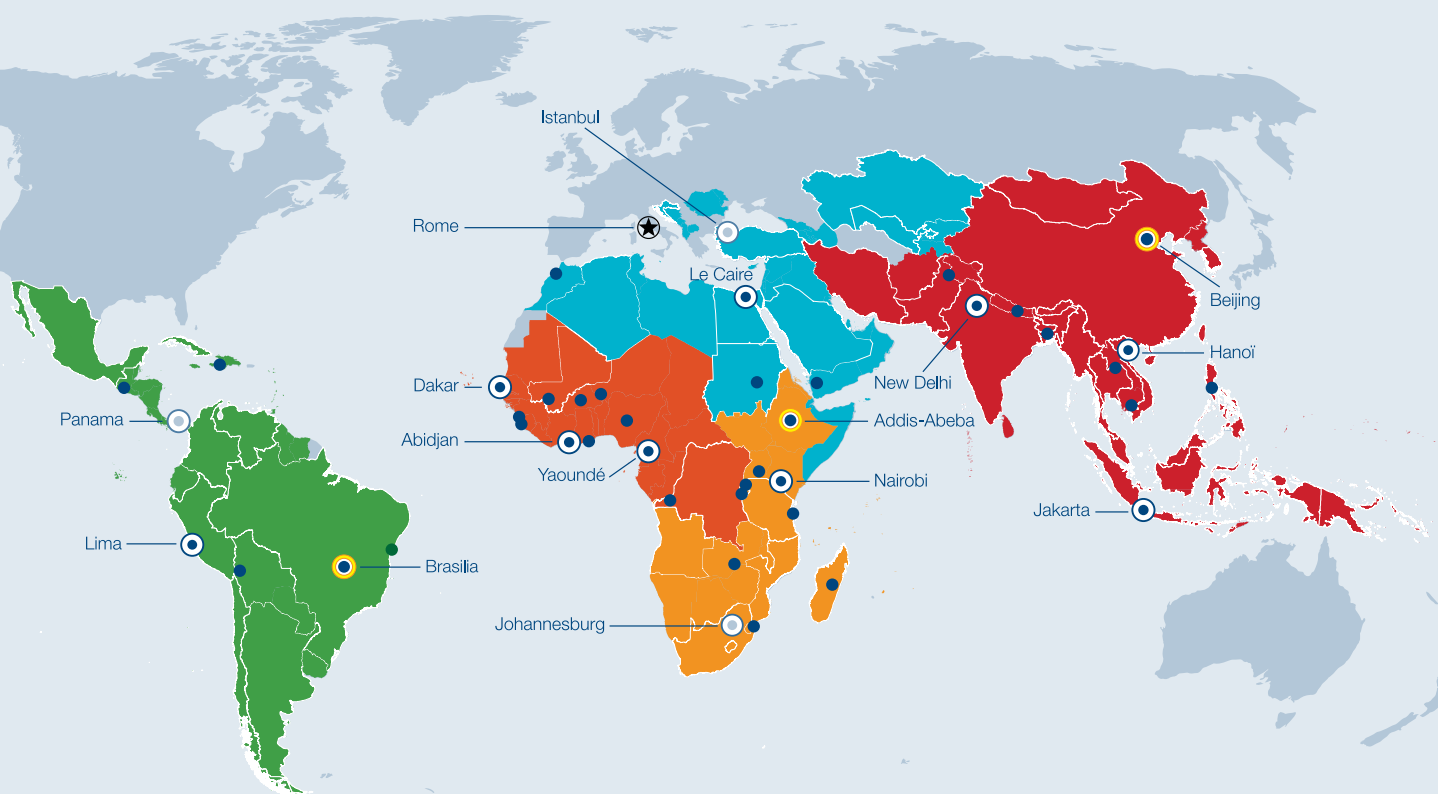 Istanbul
Rome
Le Caire
Beijing
Hanoï
New Delhi
Dakar
Panama
Addis-Abeba
Abidjan
Yaoundé
Nairobi
Jakarta
Lima
Brasilia
Johannesburg